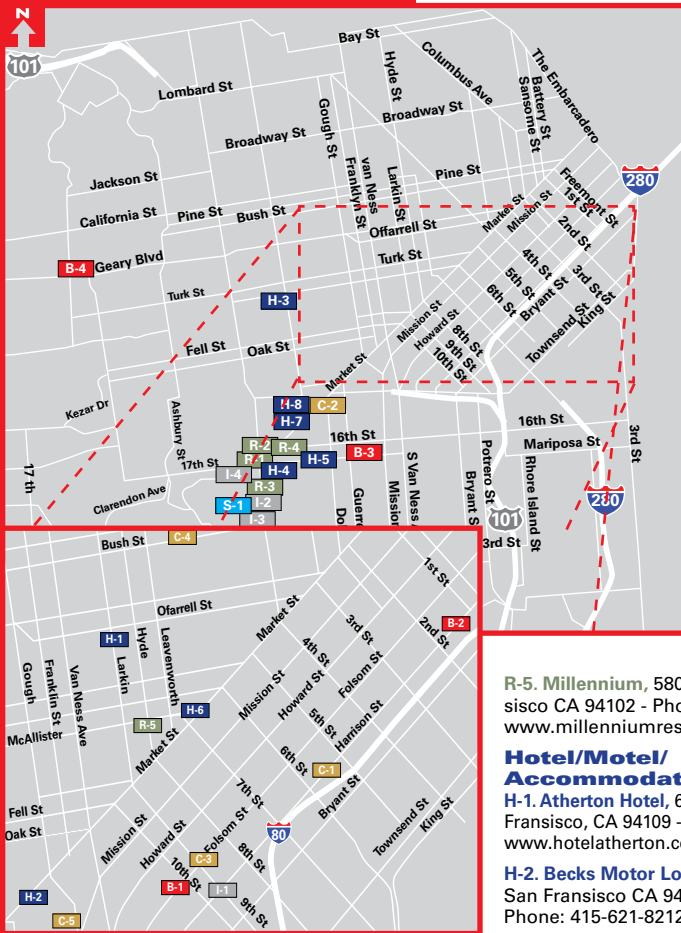 N
101
Bay St
Lombard St
Hyde St
Columbus Ave
The Embarcadero
Battery St
Sansome St
Broadway St
Broadway St
Gough St
Franklyn St
van Ness
Larkin St
Pine St
Jackson St
California St
Pine St
Bush St
Offarrell St
Market St
Mission St
Freemont St
1st St
2nd St
280
B-4
Geary Blvd
Turk St
Turk St
H-3
4th St
5th St
6th St
3rd St
Bryant St
King St
Townsend St
Mission St
Howard St
8th St
9th St
10th St
Fell St
Oak St
Market St
Kezar Dr
Ashbury St
H-8
C-2
H-7
16th St
16th St
B-3
Mariposa St
3rd St
R-2
R-4
R-1
H-5
17th St
I-4
H-4
R-3
17 th
Clarendon Ave
S-1
I-2
I-3
Guerre
Do
Mission
S Van Ness A
Bryant S
Potrero St
101
Rhore Island St
280
3rd St
Bush St
C-4
1st St
2nd St
B-2
Ofarrell St
Market St
H-1
Hyde
Leavenworth
Larkin
4th St
3rd St
Folsom St
Mission St
Howard St
5th St
Harrison St
Gough
Franklin St
Van Ness Ave
R-5
H-6
McAllister
Market St
6th St
C-1
Bryant St
7th St
Fell St
Oak St
Mission St
Howard St
Folsom St
8th St
80
Townsend St
King St
C-3
10th St
B-1
I-1
9th St
H-2
C-5
R-5. Millennium, 580
sisco CA 94102 - Pho
www.millenniumres
Hotel/Motel/
Accommodat
H-1. Atherton Hotel, 6
Fransisco, CA 94109 -
www.hotelatherton.co
H-2. Becks Motor Lo
San Fransisco CA 94
Phone: 415-621-8212